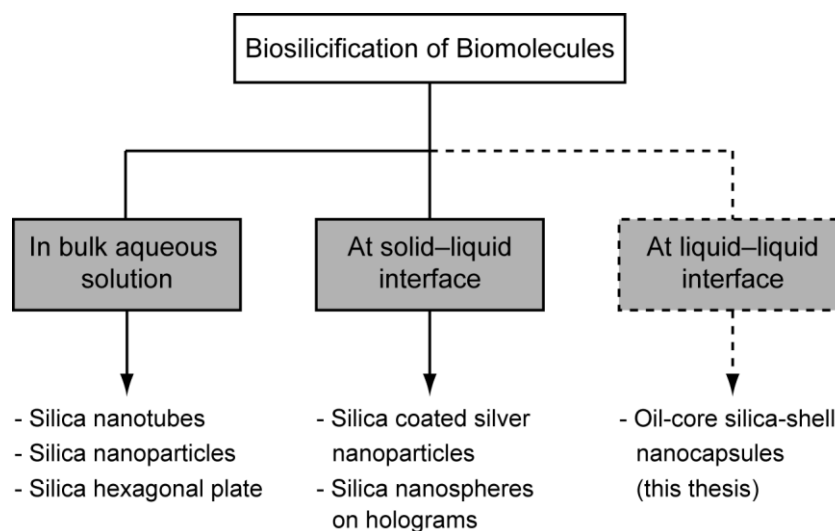 Biosilicification of Biomolecules
In bulk aqueous
solution
At solid–liquid
interface
At liquid–liquid
interface
- Silica nanotubes
- Silica nanoparticles
- Silica hexagonal plate
- Silica coated silver
nanoparticles
- Silica nanospheres
on holograms
- Oil-core silica-shell
nanocapsules
(this thesis)